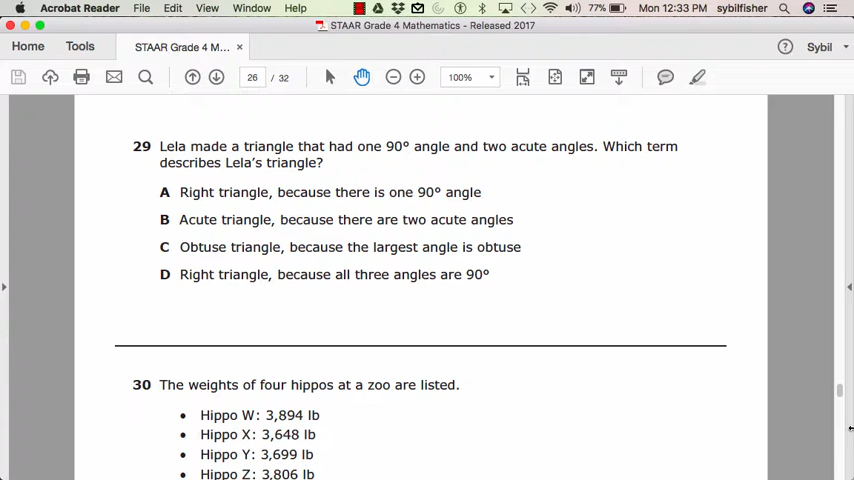 Acrobat Reader File Edit View Window Help 77% Mon 12:33 PM sybilfisher
STAAR Grade 4 Mathematics - Released 2017
Home Tools STAAR Grade 4 M... × ? Sybil
26 / 32 100%
29 Lela made a triangle that had one 90° angle and two acute angles. Which term
describes Lela's triangle?
A Right triangle, because there is one 90° angle
B Acute triangle, because there are two acute angles
C Obtuse triangle, because the largest angle is obtuse
D Right triangle, because all three angles are 90°
30 The weights of four hippos at a zoo are listed.
• Hippo W: 3,894 lb
• Hippo X: 3,648 lb
• Hippo Y: 3,699 lb
• Hippo Z: 3,806 lb